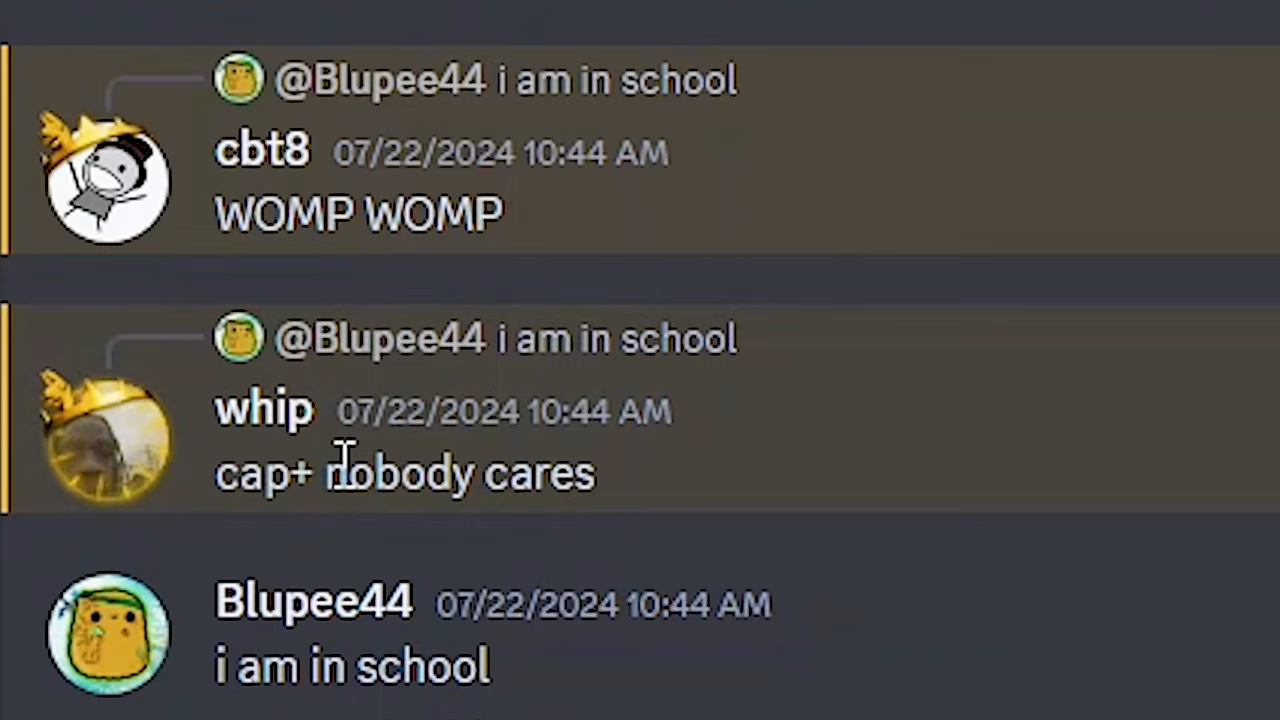 @Blupee44 i am in school
cbt8 07/22/2024 10:44 AM
WOMP WOMP
@Blupee44 i am in school
whip 07/22/2024 10:44 AM
cap+ nobody cares
Blupee44 07/22/2024 10:44 AM
i am in school